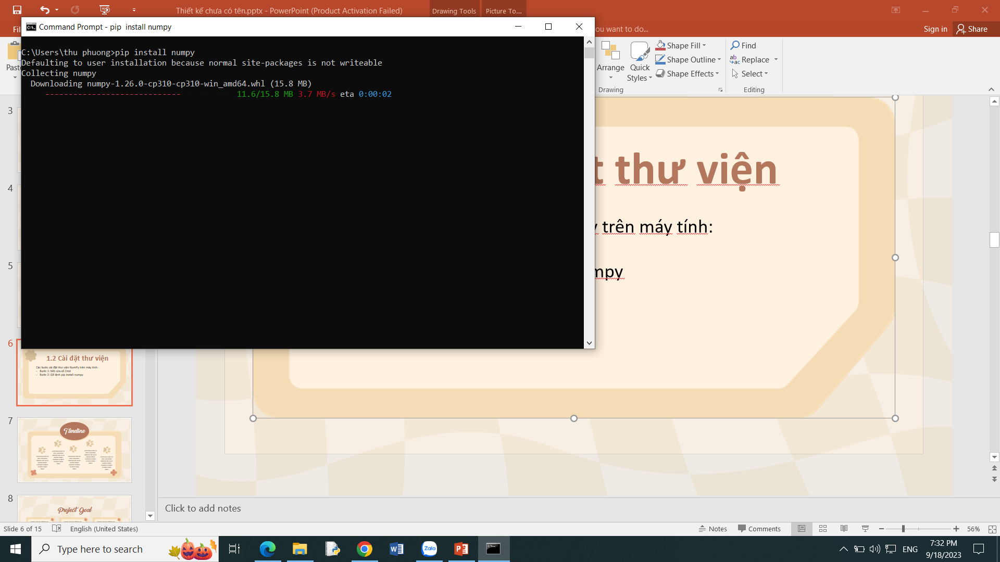 Thiết kế chưa có tên.pptx - PowerPoint (Product Activation Failed)
Drawing Tools
Picture To...
Command Prompt - pip  install numpy
you want to do...
Sign in
Share
C:\Users\thu phuong>pip install numpy
Defaulting to user installation because normal site-packages is not writeable
Collecting numpy
Downloading numpy-1.26.0-cp310-cp310-win_amd64.whl (15.8 MB)
----------------------------- 11.6/15.8 MB 3.7 MB/s eta 0:00:02
Paste
Arrange
Quick
Styles
Shape Fill
Shape Outline
Shape Effects
Drawing
Find
Replace
Select
Editing
thư viện
trên máy tính:
3
4
5
6
1.2 Cài đặt thư viện
Các bước cài đặt thư viện NumPy trên máy tính:
- Bước 1: Mở cửa sổ Cmd
- Bước 2: Gõ lệnh pip install numpy
7
Timeline
8
Project Goal
Click to add notes
Slide 6 of 15
English (United States)
Notes
Comments
56%
Type here to search
Zalo
ENG
7:32 PM
9/18/2023